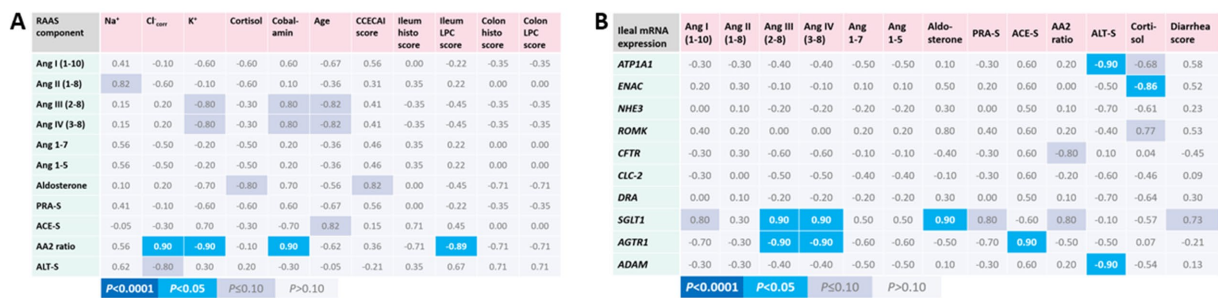 A
RAAS component Na⁺ Cl⁻corr K⁺ Cortisol Cobal-amin Age CCECAI score Ileum histo score Ileum LPC score Colon histo score Colon LPC score
Ang I (1-10) 0.41 -0.10 -0.60 -0.60 0.60 -0.67 0.56 0.00 -0.22 -0.35 -0.35
Ang II (1-8) 0.82 -0.60 -0.10 -0.60 0.10 -0.36 0.31 0.35 0.22 0.00 0.00
Ang III (2-8) 0.15 0.20 -0.80 -0.30 0.80 -0.82 0.41 -0.35 -0.45 -0.35 -0.35
Ang IV (3-8) 0.15 0.20 -0.80 -0.30 0.80 -0.82 0.41 -0.35 -0.45 -0.35 -0.35
Ang 1-7 0.56 -0.50 -0.20 -0.50 0.20 -0.36 0.46 0.35 0.22 0.00 0.00
Ang 1-5 0.56 -0.50 -0.20 -0.50 0.20 -0.36 0.46 0.35 0.22 0.00 0.00
Aldosterone 0.10 0.20 -0.70 -0.80 0.70 -0.56 0.82 0.00 -0.45 -0.71 -0.71
PRA-S 0.41 -0.10 -0.60 -0.60 0.60 -0.67 0.56 0.00 -0.22 -0.35 -0.35
ACE-S -0.05 -0.30 0.70 -0.30 -0.70 0.82 0.15 0.71 0.45 0.00 0.00
AA2 ratio 0.56 0.90 -0.90 -0.10 0.90 -0.62 0.36 -0.71 -0.89 -0.71 -0.71
ALT-S 0.62 -0.80 0.30 0.20 -0.30 -0.05 -0.21 0.35 0.67 0.71 0.71
P<0.0001 P<0.05 P≤0.10 P>0.10
B
Ileal mRNA expression Ang I (1-10) Ang II (1-8) Ang III (2-8) Ang IV (3-8) Ang 1-7 Ang 1-5 Aldo-sterone PRA-S ACE-S AA2 ratio ALT-S Corti-sol Diarrhea score
ATP1A1 -0.30 -0.30 -0.40 -0.40 -0.50 -0.50 0.10 -0.30 0.60 0.20 -0.90 -0.68 0.58
ENAC 0.20 0.30 -0.10 -0.10 0.10 0.10 0.50 0.20 0.60 0.00 -0.50 -0.86 0.52
NHE3 0.00 0.10 -0.20 -0.20 -0.20 -0.20 0.30 0.00 0.50 0.10 -0.70 -0.61 0.23
ROMK 0.40 0.20 0.00 0.00 0.20 0.20 0.80 0.40 0.60 0.20 -0.40 0.77 0.53
CFTR -0.30 0.30 -0.60 -0.60 -0.10 -0.10 -0.40 -0.30 0.60 -0.80 0.10 0.04 -0.45
CLC-2 -0.30 0.00 -0.50 -0.50 -0.40 -0.40 -0.10 -0.30 0.60 -0.20 -0.60 -0.46 0.09
DRA 0.00 0.10 -0.20 -0.20 -0.20 -0.20 0.30 0.00 0.50 0.10 -0.70 -0.64 0.30
SGLT1 0.80 0.30 0.90 0.90 0.50 0.50 0.90 0.80 -0.60 0.80 -0.10 -0.57 0.73
AGTR1 -0.70 -0.30 -0.90 -0.90 -0.60 -0.60 -0.50 -0.70 0.90 -0.50 -0.50 0.07 -0.21
ADAM -0.30 -0.30 -0.40 -0.40 -0.50 -0.50 0.10 -0.30 0.60 0.20 -0.90 -0.54 0.13
P<0.0001 P<0.05 P≤0.10 P>0.10